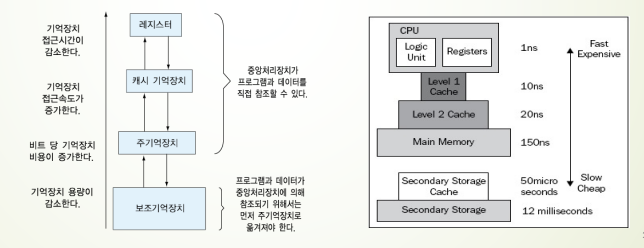 기억장치
접근시간이
감소한다.
기억장치
접근속도가
증가한다.
비트 당 기억장치
비용이 증가한다.
기억장치 용량이
감소한다.
레지스터
캐시 기억장치
주기억장치
보조기억장치
중앙처리장치가
프로그램과 데이터를
직접 참조할 수 있다.
프로그램과 데이터가
중앙처리장치에 의해
참조되기 위해서는
먼저 주기억장치로
옮겨져야 한다.
CPU
Logic
Unit
Registers
Level 1
Cache
Level 2 Cache
Main Memory
Secondary Storage
Cache
Secondary Storage
1ns
10ns
20ns
150ns
50micro
seconds
12 milliseconds
Fast
Expensive
Slow
Cheap